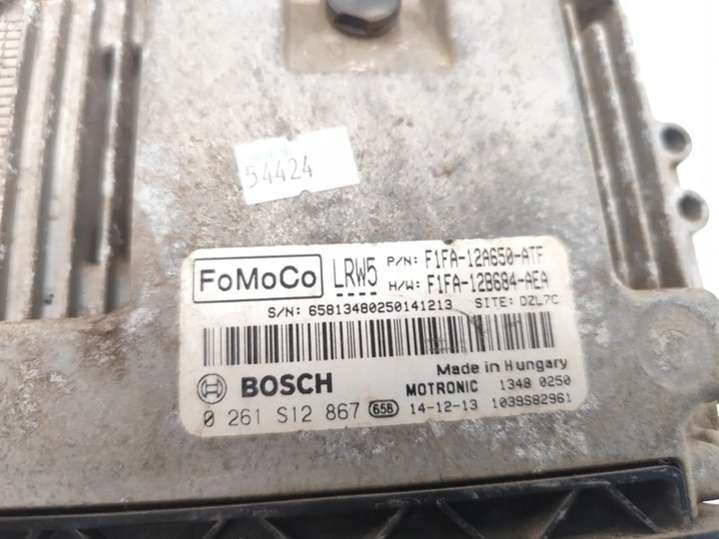 54424
FoMoCo LRW5 P/N: F1FA-12A650-ATF
H/W: F1FA-12B684-AEA
S/N: 65813480250141213 SITE: DZL7C
Made in Hungary
BOSCH MOTRONIC 1348 0250
0 261 S12 867 658 14-12-13 1039S82961